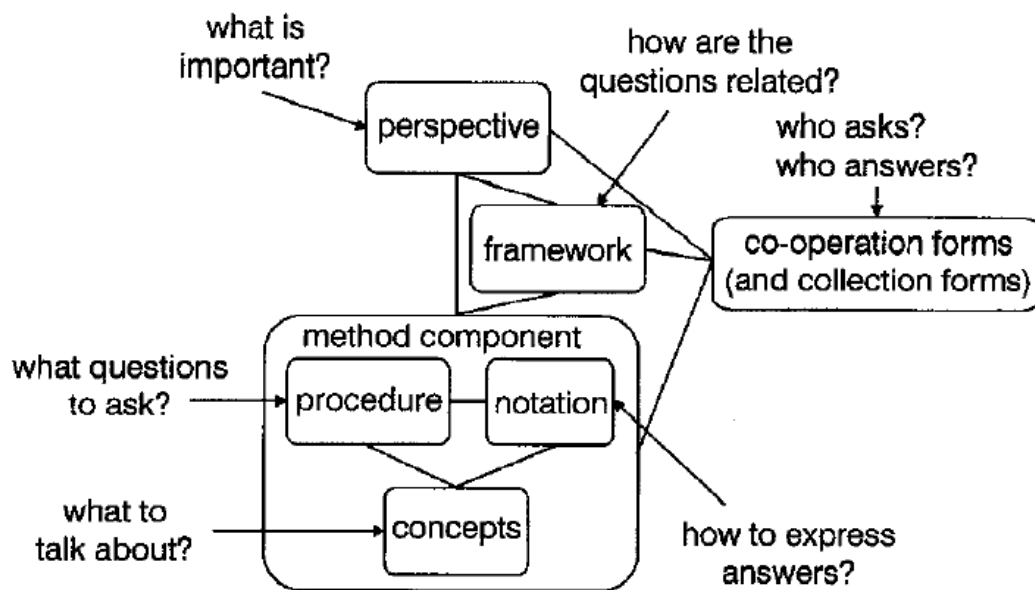 what is
important?
how are the
questions related?
perspective
who asks?
who answers?
framework
co-operation forms
(and collection forms)
method component
what questions
to ask?
procedure
notation
what to
talk about?
concepts
how to express
answers?